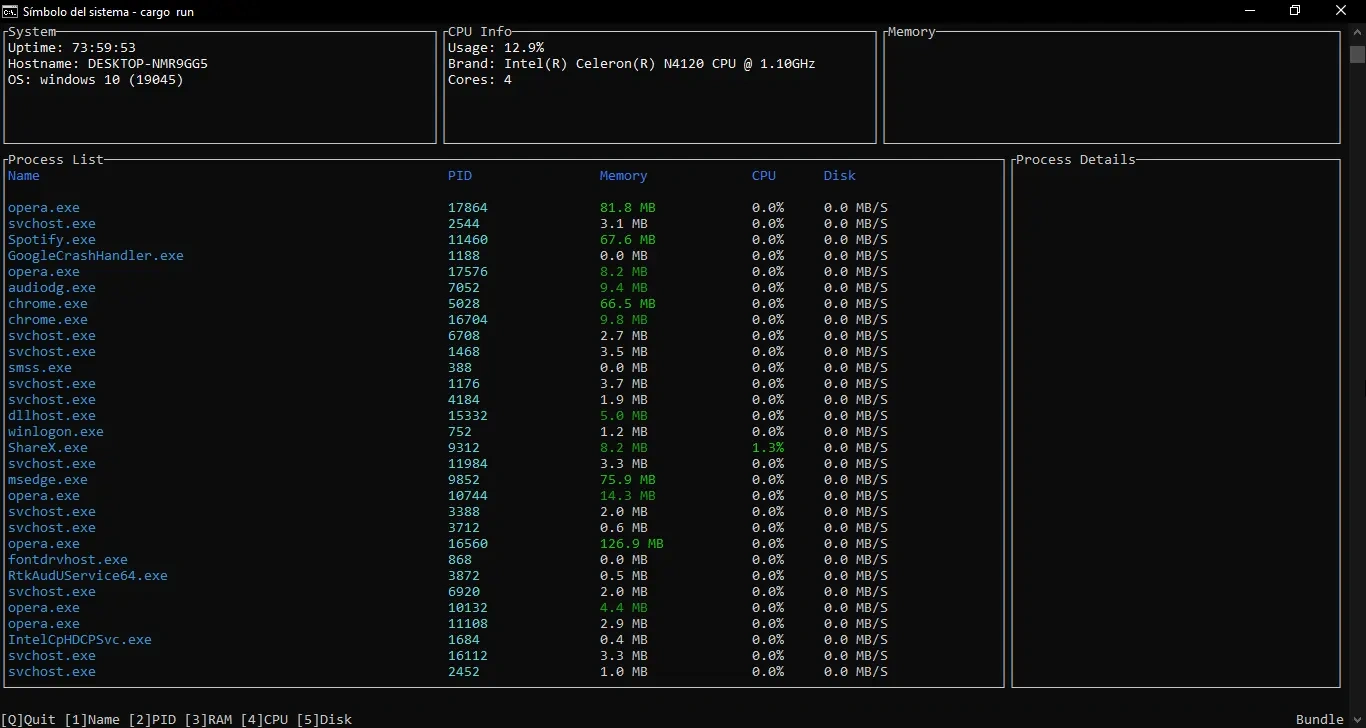 Símbolo del sistema - cargo run
System CPU Info Memory
Uptime: 73:59:53 Usage: 12.9%
Hostname: DESKTOP-NMR9GG5 Brand: Intel(R) Celeron(R) N4120 CPU @ 1.10GHz
OS: windows 10 (19045) Cores: 4
Process List Process Details
Name PID Memory CPU Disk
opera.exe 17864 81.8 MB 0.0% 0.0 MB/S
svchost.exe 2544 3.1 MB 0.0% 0.0 MB/S
Spotify.exe 11460 67.6 MB 0.0% 0.0 MB/S
GoogleCrashHandler.exe 1188 0.0 MB 0.0% 0.0 MB/S
opera.exe 17576 8.2 MB 0.0% 0.0 MB/S
audiodg.exe 7052 9.4 MB 0.0% 0.0 MB/S
chrome.exe 5028 66.5 MB 0.0% 0.0 MB/S
chrome.exe 16704 9.8 MB 0.0% 0.0 MB/S
svchost.exe 6708 2.7 MB 0.0% 0.0 MB/S
svchost.exe 1468 3.5 MB 0.0% 0.0 MB/S
smss.exe 388 0.0 MB 0.0% 0.0 MB/S
svchost.exe 1176 3.7 MB 0.0% 0.0 MB/S
svchost.exe 4184 1.9 MB 0.0% 0.0 MB/S
dllhost.exe 15332 5.0 MB 0.0% 0.0 MB/S
winlogon.exe 752 1.2 MB 0.0% 0.0 MB/S
ShareX.exe 9312 8.2 MB 1.3% 0.0 MB/S
svchost.exe 11984 3.3 MB 0.0% 0.0 MB/S
msedge.exe 9852 75.9 MB 0.0% 0.0 MB/S
opera.exe 10744 14.3 MB 0.0% 0.0 MB/S
svchost.exe 3388 2.0 MB 0.0% 0.0 MB/S
svchost.exe 3712 0.6 MB 0.0% 0.0 MB/S
opera.exe 16560 126.9 MB 0.0% 0.0 MB/S
fontdrvhost.exe 868 0.0 MB 0.0% 0.0 MB/S
RtkAudUService64.exe 3872 0.5 MB 0.0% 0.0 MB/S
svchost.exe 6920 2.0 MB 0.0% 0.0 MB/S
opera.exe 10132 4.4 MB 0.0% 0.0 MB/S
opera.exe 11108 2.9 MB 0.0% 0.0 MB/S
IntelCpHDCPSvc.exe 1684 0.4 MB 0.0% 0.0 MB/S
svchost.exe 16112 3.3 MB 0.0% 0.0 MB/S
svchost.exe 2452 1.0 MB 0.0% 0.0 MB/S
[Q]Quit [1]Name [2]PID [3]RAM [4]CPU [5]Disk Bundle